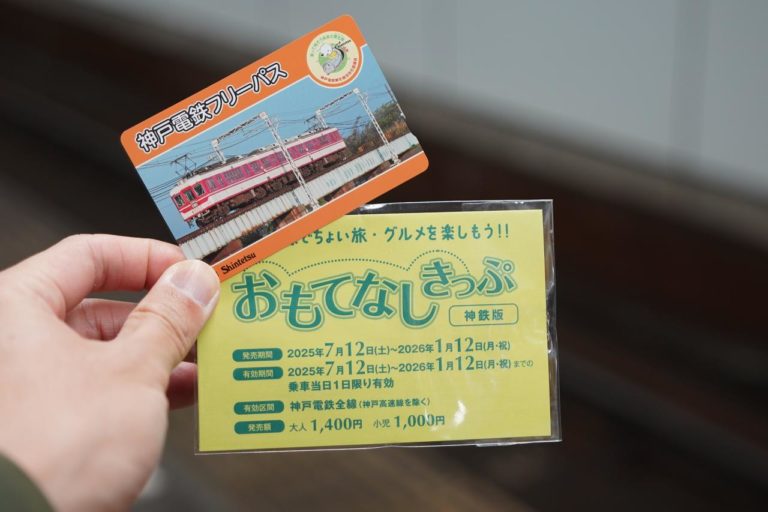 神戸電鉄フリーパス
Shintetsu
でちょい旅・グルメを楽しもう!!
おもてなしきっぷ
神鉄版
発売期間 2025年7月12日(土)~2026年1月12日(月・祝)
有効期間 2025年7月12日(土)~2026年1月12日(月・祝)までの
乗車当日1日限り有効
有効区間 神戸電鉄全線(神戸高速線を除く)
発売額 大人 1,400円 小児 1,000円